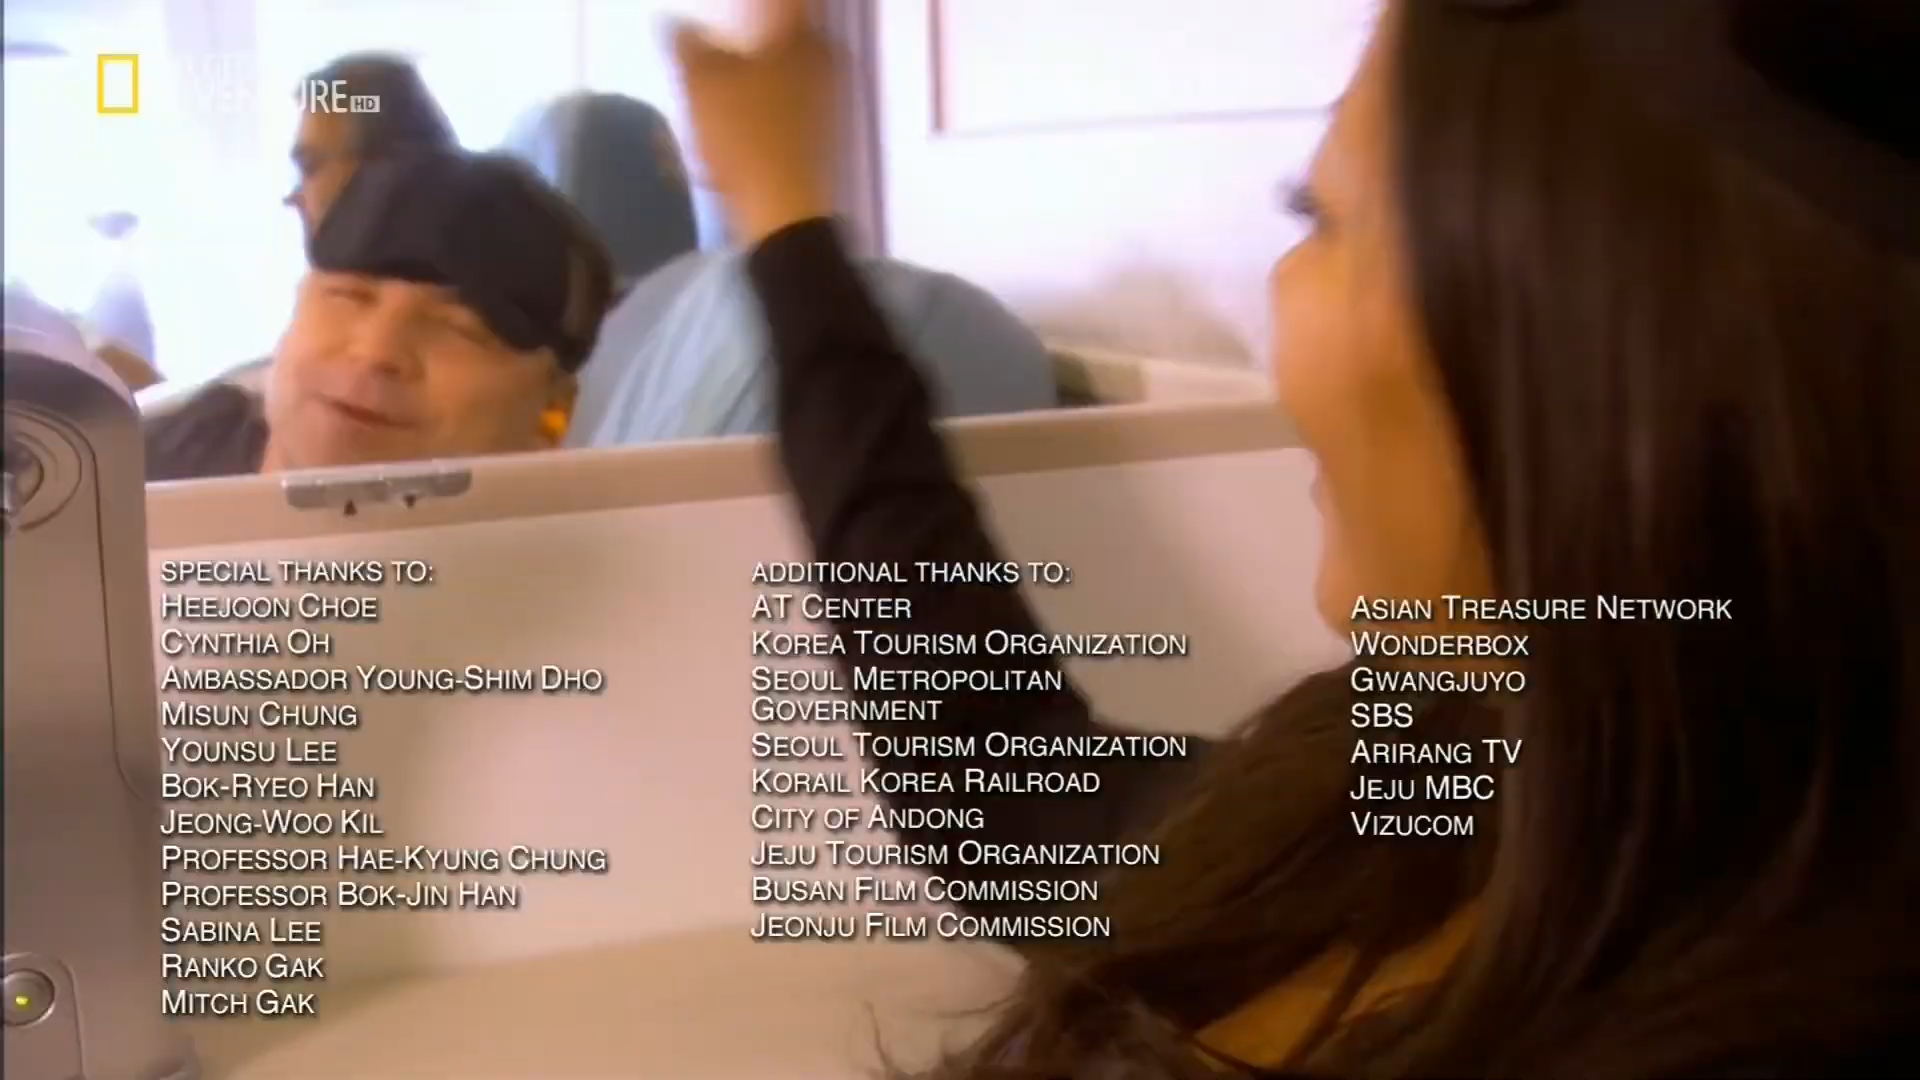 URE HD
SPECIAL THANKS TO:
HEEJOON CHOE
CYNTHIA OH
AMBASSADOR YOUNG-SHIM DHO
MISUN CHUNG
YOUNSU LEE
BOK-RYEO HAN
JEONG-WOO KIL
PROFESSOR HAE-KYUNG CHUNG
PROFESSOR BOK-JIN HAN
SABINA LEE
RANKO GAK
MITCH GAK
ADDITIONAL THANKS TO:
AT CENTER
KOREA TOURISM ORGANIZATION
SEOUL METROPOLITAN
GOVERNMENT
SEOUL TOURISM ORGANIZATION
KORAIL KOREA RAILROAD
CITY OF ANDONG
JEJU TOURISM ORGANIZATION
BUSAN FILM COMMISSION
JEONJU FILM COMMISSION
ASIAN TREASURE NETWORK
WONDERBOX
GWANGJUYO
SBS
ARIRANG TV
JEJU MBC
VIZUCOM